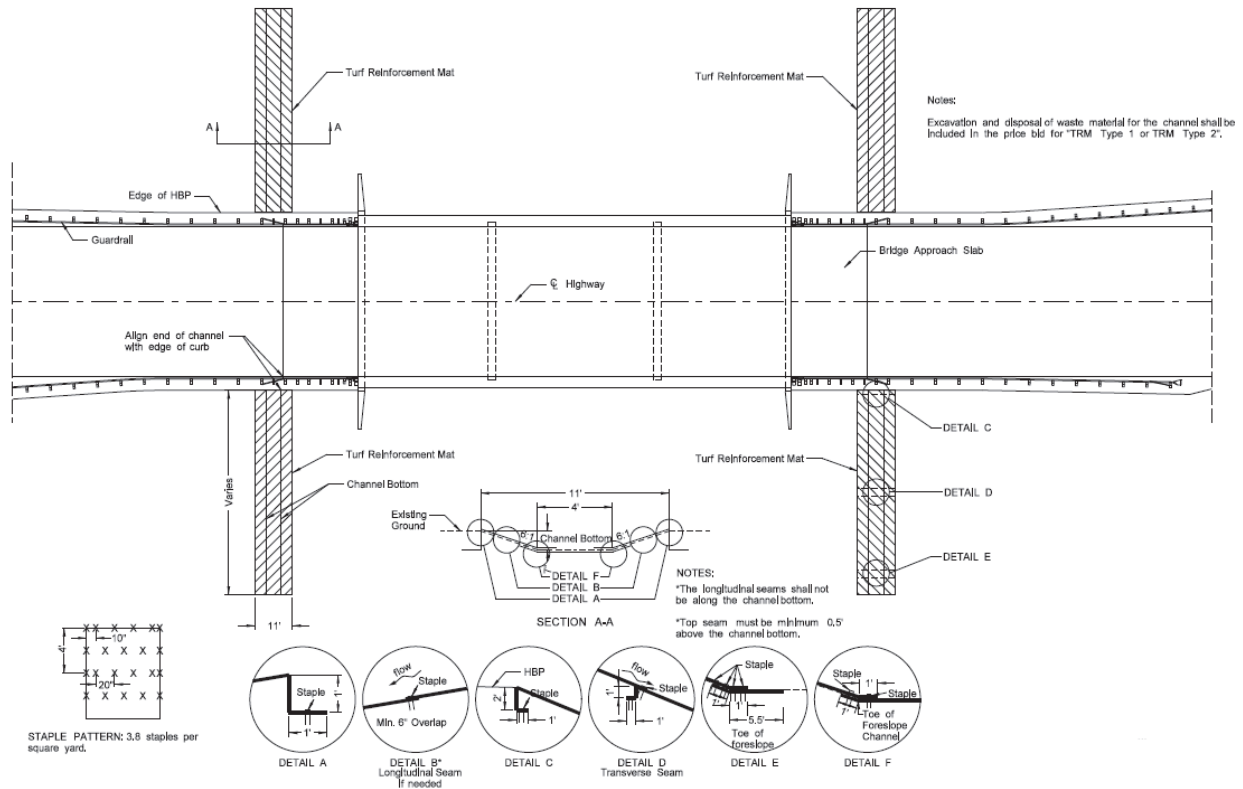 Turf Reinforcement Mat
Turf Reinforcement Mat
Notes:
Excavation and disposal of waste material for the channel shall be
included in the price bid for "TRM Type 1 or TRM Type 2".
A
A
Edge of HBP
Guardrail
Bridge Approach Slab
℄ Highway
Align end of channel
with edge of curb
DETAIL C
Turf Reinforcement Mat
Turf Reinforcement Mat
Channel Bottom
Varies
DETAIL D
DETAIL E
11'
4'
Existing
Ground
6:1
Channel Bottom
6:1
1'
DETAIL F
DETAIL B
DETAIL A
SECTION A-A
NOTES:
*The longitudinal seams shall not
be along the channel bottom.
*Top seam must be minimum 0.5'
above the channel bottom.
11'
X X X X X X
10"
4'
X X X X X
X X X X X X
20"
X X X X X
STAPLE PATTERN: 3.8 staples per
square yard.
Staple
1'
1'
DETAIL A
flow
Staple
Min. 6" Overlap
DETAIL B*
Longitudinal Seam
If needed
HBP
Staple
2'
1'
DETAIL C
flow
Staple
1'
1'
DETAIL D
Transverse Seam
Staple
1'
1'
5.5'
Toe of
foreslope
DETAIL E
Staple
1'
Staple
1'
Toe of
Foreslope
Channel
DETAIL F